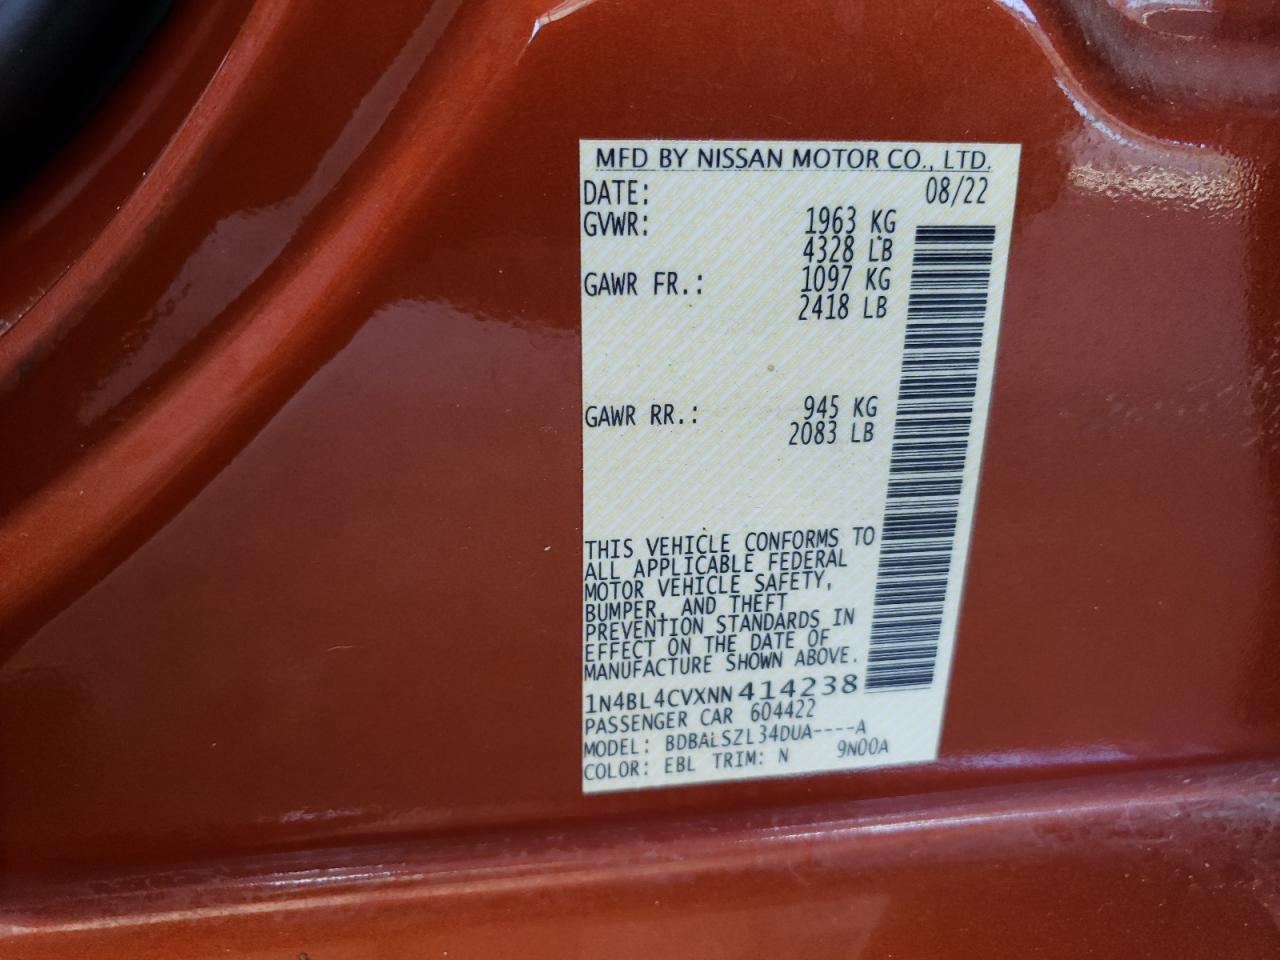 MFD BY NISSAN MOTOR CO., LTD.
DATE: 08/22
GVWR: 1963 KG
4328 LB
GAWR FR.: 1097 KG
2418 LB
GAWR RR.: 945 KG
2083 LB
THIS VEHICLE CONFORMS TO
ALL APPLICABLE FEDERAL
MOTOR VEHICLE SAFETY,
BUMPER, AND THEFT
PREVENTION STANDARDS IN
EFFECT ON THE DATE OF
MANUFACTURE SHOWN ABOVE.
1N4BL4CVXNN414238
PASSENGER CAR 604422
MODEL: BDBALSZL34DUA----A
COLOR: EBL TRIM: N 9N00A